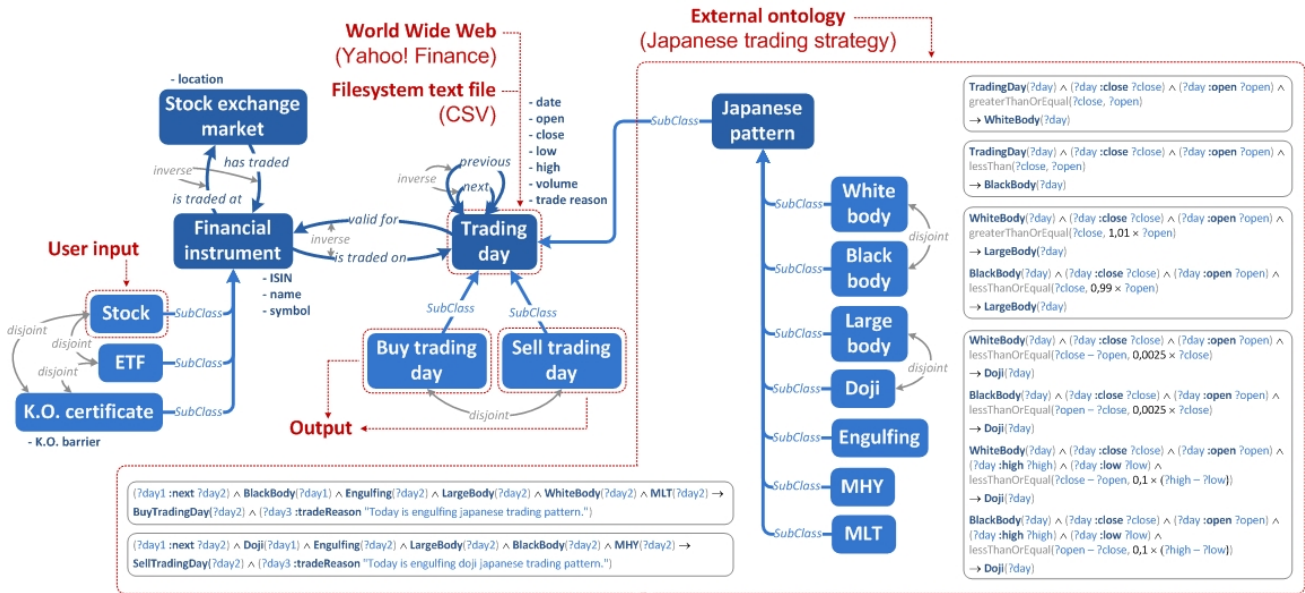 External ontology
(Japanese trading strategy)
World Wide Web
(Yahoo! Finance)
Filesystem text file
(CSV)
- location
Stock exchange
market
has traded
inverse
is traded at
Financial
instrument
- ISIN
- name
- symbol
User input
Stock
SubClass
disjoint
disjoint
ETF
SubClass
disjoint
K.O. certificate
SubClass
- K.O. barrier
valid for
inverse
is traded on
- date
- open
- close
- low
- high
- volume
- trade reason
previous
inverse
next
Trading
day
SubClass
SubClass
Buy trading
day
Sell trading
day
disjoint
Output
SubClass
Japanese
pattern
SubClass
White
body
disjoint
SubClass
Black
body
SubClass
Large
body
disjoint
SubClass
Doji
SubClass
Engulfing
SubClass
MHY
SubClass
MLT
TradingDay(?day) ∧ (?day :close ?close) ∧ (?day :open ?open) ∧
greaterThanOrEqual(?close, ?open)
→ WhiteBody(?day)
TradingDay(?day) ∧ (?day :close ?close) ∧ (?day :open ?open) ∧
lessThan(?close, ?open)
→ BlackBody(?day)
WhiteBody(?day) ∧ (?day :close ?close) ∧ (?day :open ?open) ∧
greaterThanOrEqual(?close, 1,01 × ?open)
→ LargeBody(?day)
BlackBody(?day) ∧ (?day :close ?close) ∧ (?day :open ?open) ∧
lessThanOrEqual(?close, 0,99 × ?open)
→ LargeBody(?day)
WhiteBody(?day) ∧ (?day :close ?close) ∧ (?day :open ?open) ∧
lessThanOrEqual(?close – ?open, 0,0025 × ?close)
→ Doji(?day)
BlackBody(?day) ∧ (?day :close ?close) ∧ (?day :open ?open) ∧
lessThanOrEqual(?open – ?close, 0,0025 × ?close)
→ Doji(?day)
WhiteBody(?day) ∧ (?day :close ?close) ∧ (?day :open ?open) ∧
(?day :high ?high) ∧ (?day :low ?low) ∧
lessThanOrEqual(?close – ?open, 0,1 × (?high – ?low))
→ Doji(?day)
BlackBody(?day) ∧ (?day :close ?close) ∧ (?day :open ?open) ∧
(?day :high ?high) ∧ (?day :low ?low) ∧
lessThanOrEqual(?open – ?close, 0,1 × (?high – ?low))
→ Doji(?day)
(?day1 :next ?day2) ∧ BlackBody(?day1) ∧ Engulfing(?day2) ∧ LargeBody(?day2) ∧ WhiteBody(?day2) ∧ MLT(?day2) →
BuyTradingDay(?day2) ∧ (?day3 :tradeReason "Today is engulfing japanese trading pattern.")
(?day1 :next ?day2) ∧ Doji(?day1) ∧ Engulfing(?day2) ∧ LargeBody(?day2) ∧ BlackBody(?day2) ∧ MHY(?day2) →
SellTradingDay(?day2) ∧ (?day3 :tradeReason "Today is engulfing doji japanese trading pattern.")